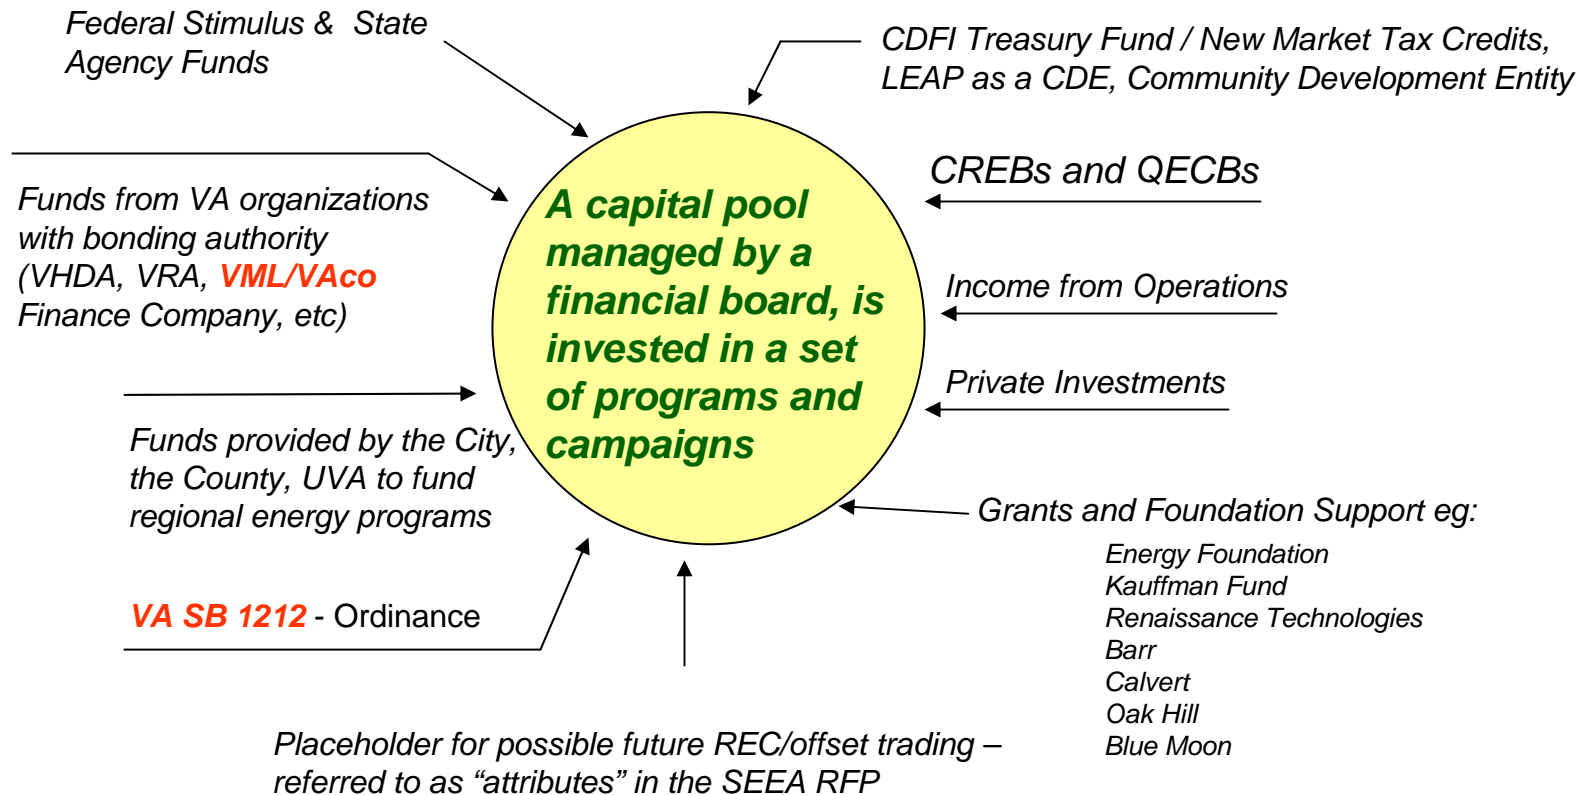 Federal Stimulus & State
Agency Funds
CDFI Treasury Fund / New Market Tax Credits,
LEAP as a CDE, Community Development Entity
Funds from VA organizations
with bonding authority
(VHDA, VRA, VML/VAco
Finance Company, etc)
A capital pool
managed by a
financial board, is
invested in a set
of programs and
campaigns
CREBs and QECBs
Income from Operations
Private Investments
Funds provided by the City,
the County, UVA to fund
regional energy programs
Grants and Foundation Support eg:
Energy Foundation
Kauffman Fund
Renaissance Technologies
Barr
Calvert
Oak Hill
Blue Moon
VA SB 1212 - Ordinance
Placeholder for possible future REC/offset trading –
referred to as “attributes” in the SEEA RFP